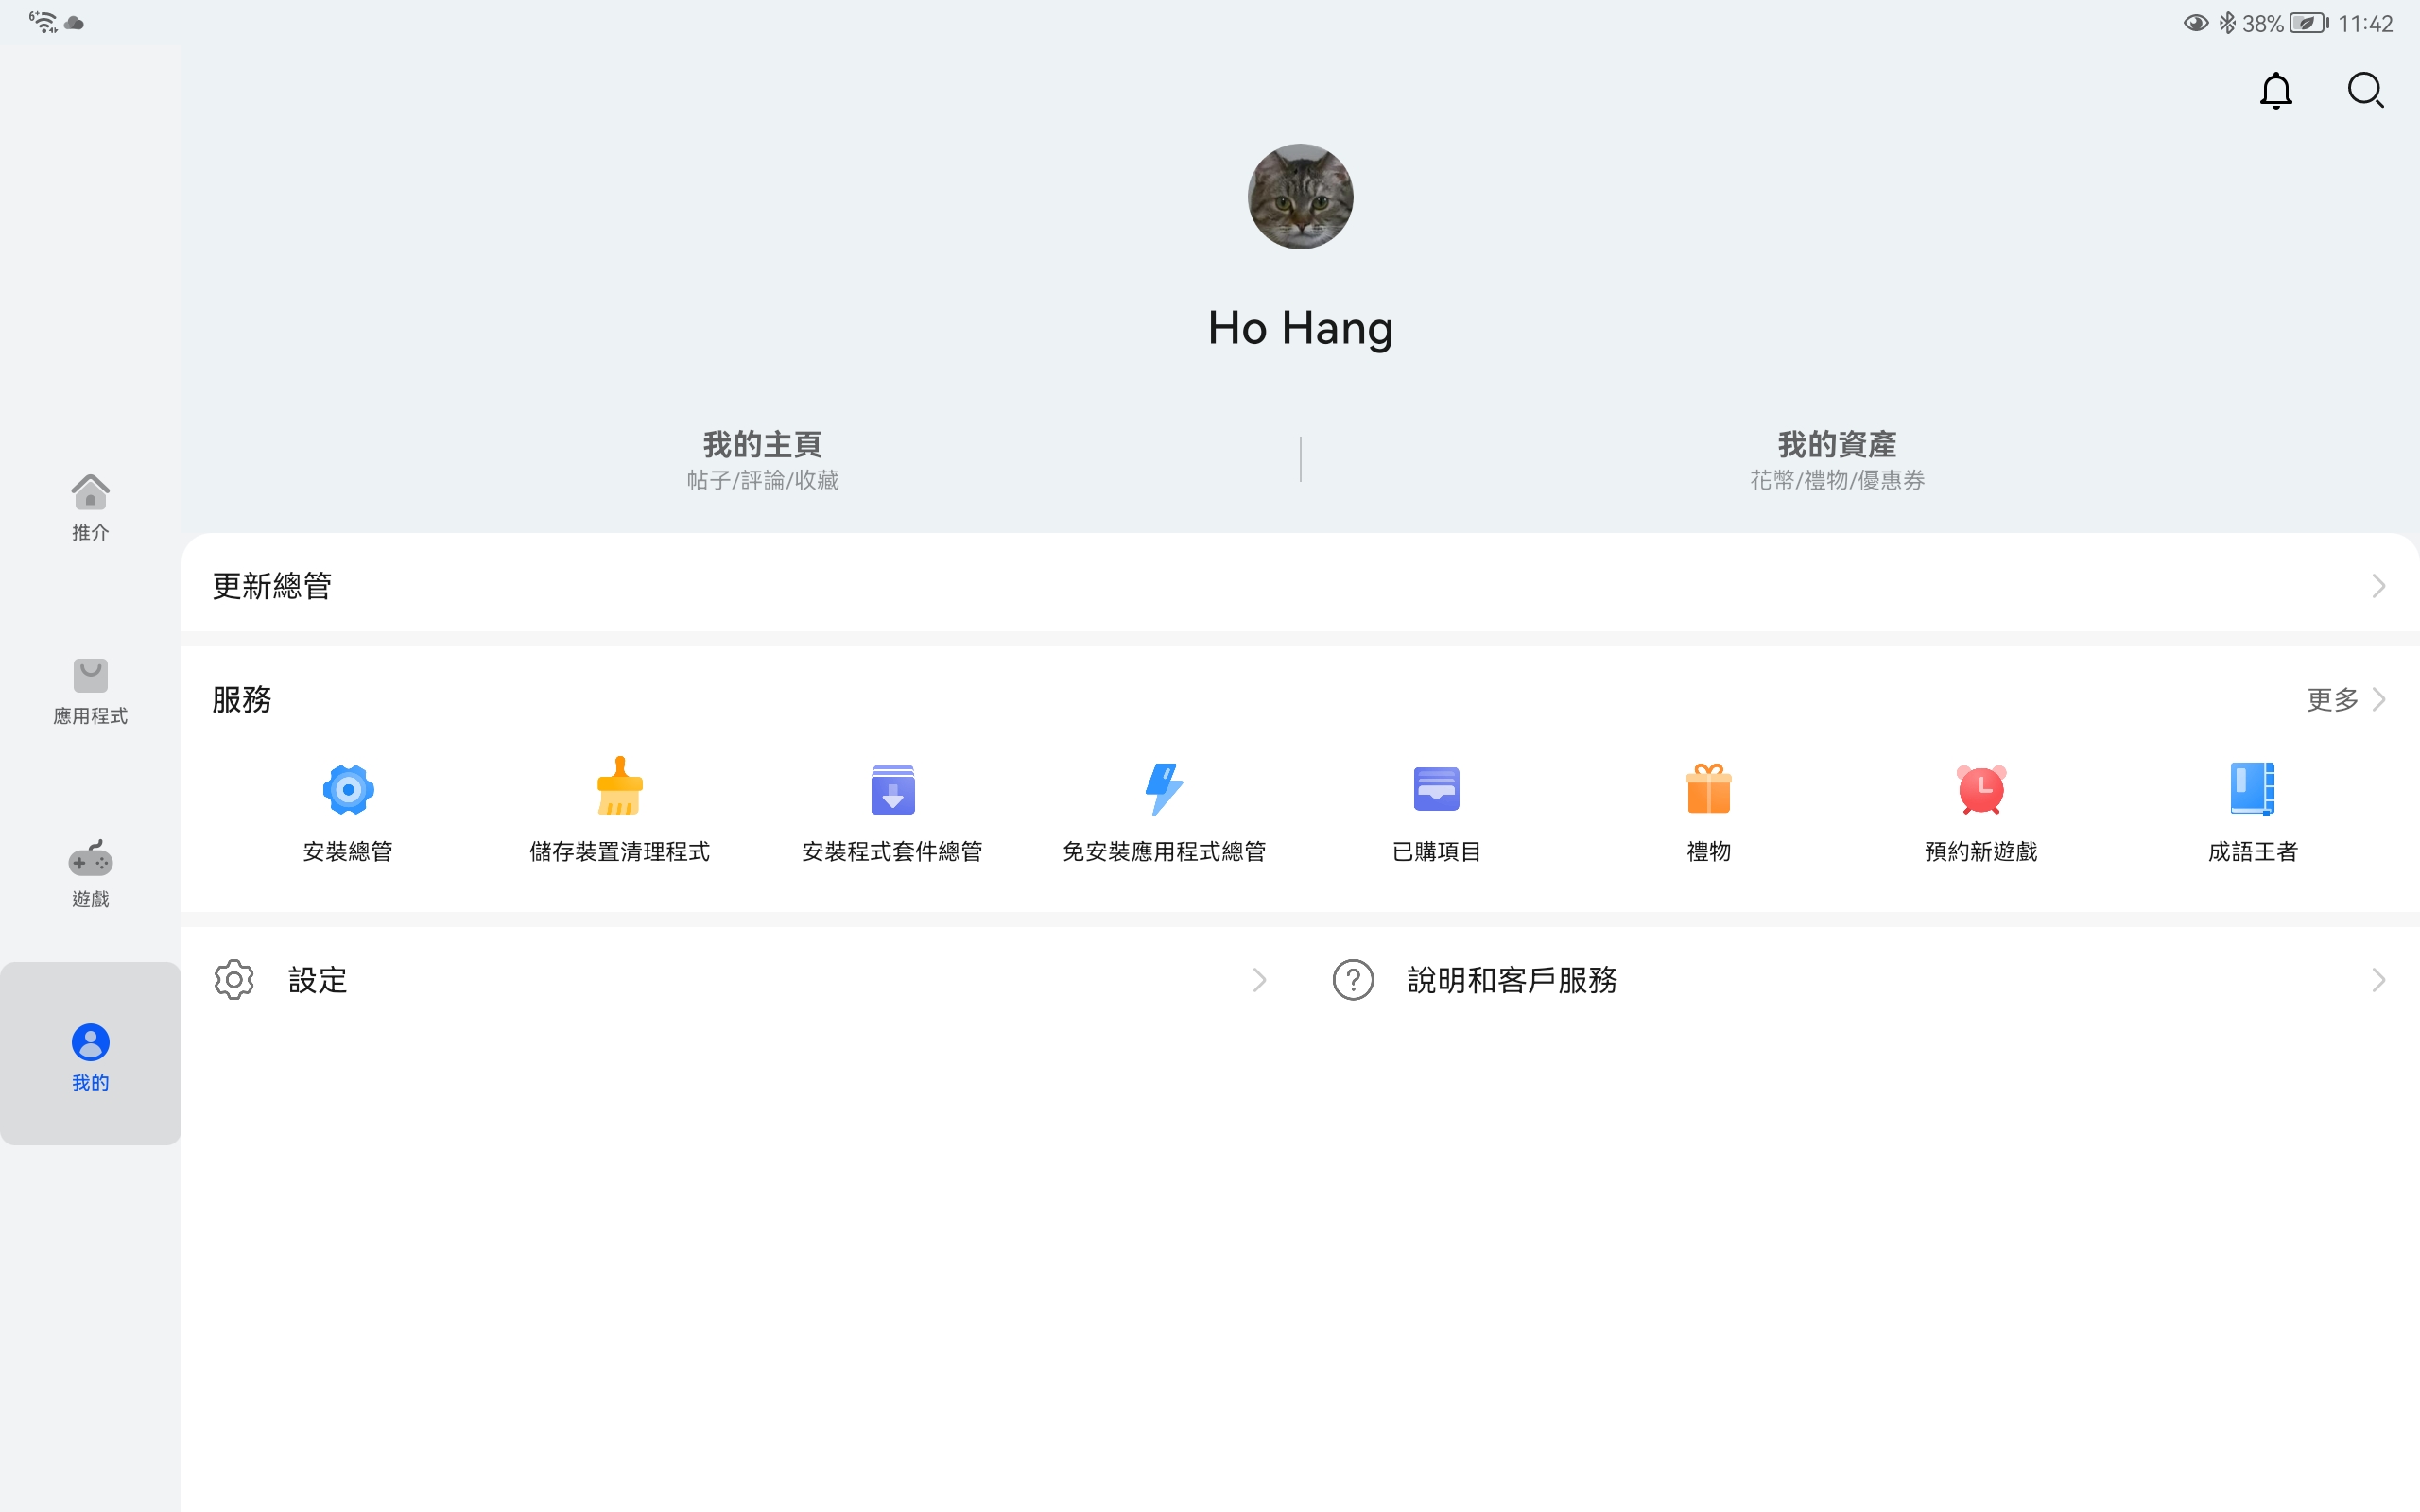 38% 11:42
Ho Hang
我的主頁
帖子/評論/收藏
我的資產
花幣/禮物/優惠券
推介
應用程式
遊戲
我的
更新總管
服務
更多
安裝總管
儲存裝置清理程式
安裝程式套件總管
免安裝應用程式總管
已購項目
禮物
預約新遊戲
成語王者
設定
說明和客戶服務